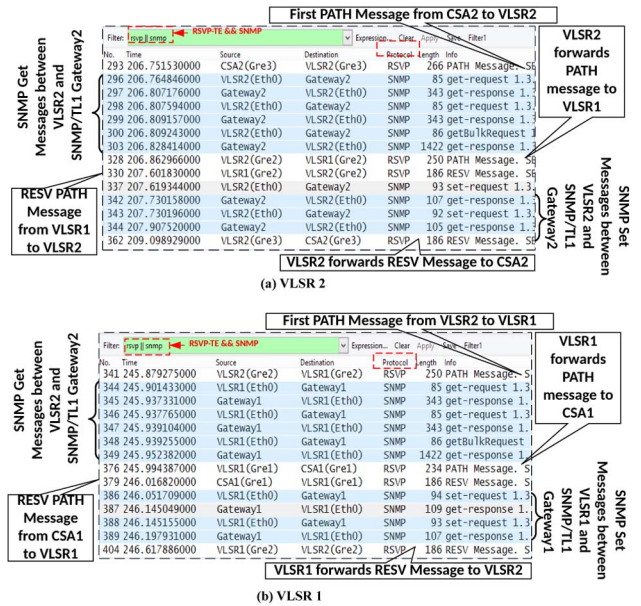 First PATH Message from CSA2 to VLSR2
Filter: rsvp || snmp RSVP-TE && SNMP Expression... Clear Apply Save Filter1
No. Time Source Destination Protocol Length Info
293 206.751530000 CSA2(Gre3) VLSR2(Gre3) RSVP 266 PATH Message. SE
296 206.764846000 VLSR2(Eth0) Gateway2 SNMP 85 get-request 1.3.
297 206.807176000 VLSR2(Eth0) Gateway2 SNMP 343 get-response 1.
298 206.807594000 VLSR2(Eth0) Gateway2 SNMP 85 get-request 1.3.
299 206.809157000 VLSR2(Eth0) Gateway2 SNMP 343 get-response 1.
300 206.809243000 VLSR2(Eth0) Gateway2 SNMP 86 getBulkRequest 1
303 206.828414000 VLSR2(Eth0) Gateway2 SNMP 1422 get-response 1.
328 206.862966000 VLSR2(Gre2) VLSR1(Gre2) RSVP 250 PATH Message. SE
330 207.601830000 VLSR1(Gre2) VLSR2(Gre2) RSVP 186 RESV Message. SE
337 207.619344000 VLSR2(Eth0) Gateway2 SNMP 93 set-request 1.3.
342 207.730158000 VLSR2(Eth0) Gateway2 SNMP 107 get-response 1.
343 207.730196000 VLSR2(Eth0) Gateway2 SNMP 92 set-request 1.3.
344 207.907520000 VLSR2(Eth0) Gateway2 SNMP 105 get-response 1.
362 209.098929000 VLSR2(Gre3) CSA2(Gre3) RSVP 186 RESV Message. SE
SNMP Get
Messages between
VLSR2 and
SNMP/TL1 Gateway2
RESV PATH
Message
from VLSR1
to VLSR2
VLSR2
forwards
PATH
message to
VLSR1
SNMP Set
Messages between
VLSR2 and
SNMP/TL1
Gateway2
VLSR2 forwards RESV Message to CSA2
(a) VLSR 2
First PATH Message from VLSR2 to VLSR1
Filter: rsvp || snmp RSVP-TE && SNMP Expression... Clear Apply Save Filter1
No. Time Source Destination Protocol Length Info
341 245.879275000 VLSR2(Gre2) VLSR1(Gre2) RSVP 250 PATH Message. S
344 245.901433000 VLSR1(Eth0) Gateway1 SNMP 85 get-request 1.3
345 245.937331000 VLSR1(Eth0) Gateway1 SNMP 343 get-response 1.
346 245.937765000 VLSR1(Eth0) Gateway1 SNMP 85 get-request 1.3
347 245.939104000 VLSR1(Eth0) Gateway1 SNMP 343 get-response 1.
348 245.939255000 VLSR1(Eth0) Gateway1 SNMP 86 getBulkRequest
349 245.952382000 VLSR1(Eth0) Gateway1 SNMP 1422 get-response 1.
376 245.994387000 VLSR1(Gre1) CSA1(Gre1) RSVP 234 PATH Message. S
379 246.016820000 CSA1(Gre1) VLSR1(Gre1) RSVP 186 RESV Message. S
386 246.051709000 VLSR1(Eth0) Gateway1 SNMP 94 set-request 1.3
387 246.145049000 VLSR1(Eth0) Gateway1 SNMP 109 get-response 1.
388 246.145155000 VLSR1(Eth0) Gateway1 SNMP 93 set-request 1.3
389 246.197931000 VLSR1(Eth0) Gateway1 SNMP 107 get-response 1.
404 246.617886000 VLSR1(Gre2) VLSR2(Gre2) RSVP 186 RESV Message. S
SNMP Get
Messages between
VLSR2 and
SNMP/TL1 Gateway2
RESV PATH
Message
from CSA1
to VLSR1
VLSR1
forwards
PATH
message to
CSA1
SNMP Set
Messages between
VLSR1 and
SNMP/TL1
Gateway1
VLSR1 forwards RESV Message to VLSR2
(b) VLSR 1